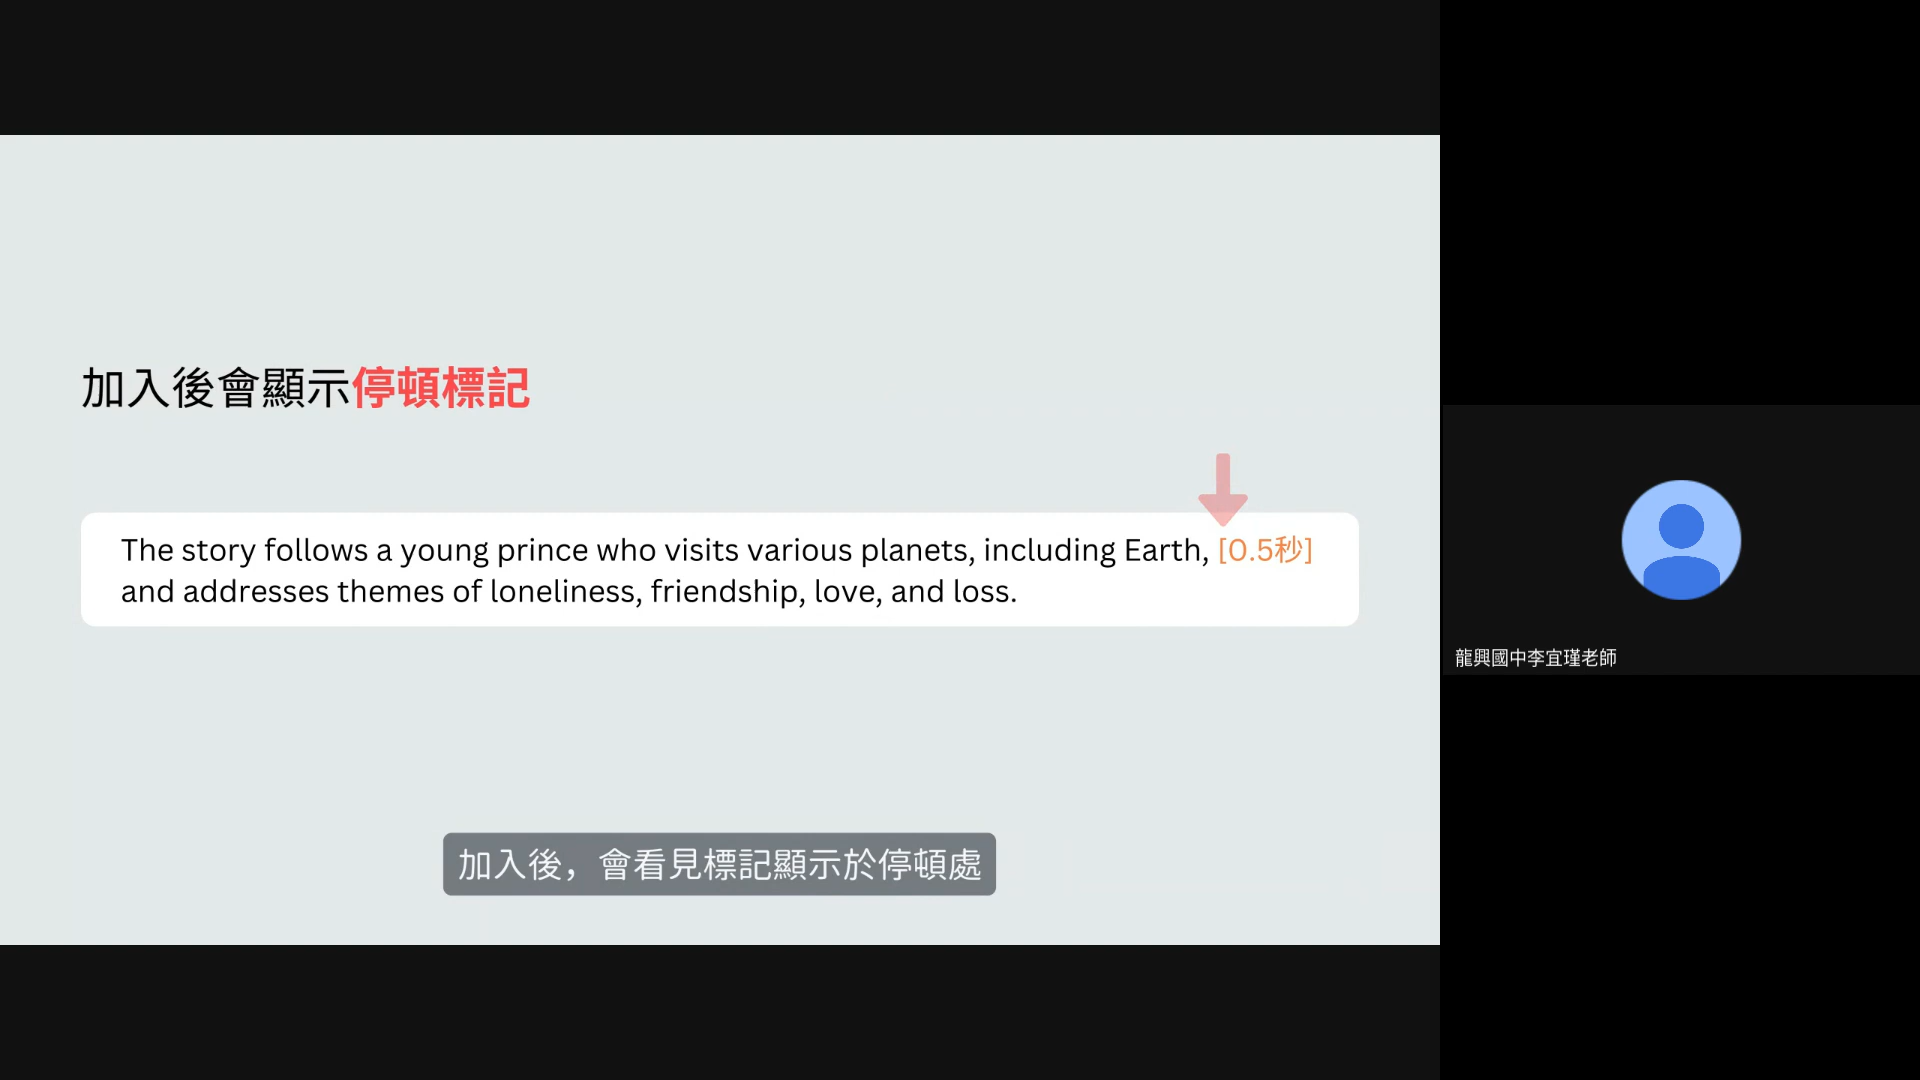 加入後會顯示停頓標記
The story follows a young prince who visits various planets, including Earth, [0.5秒]
and addresses themes of loneliness, friendship, love, and loss.
加入後，會看見標記顯示於停頓處
龍興國中李宜瑾老師